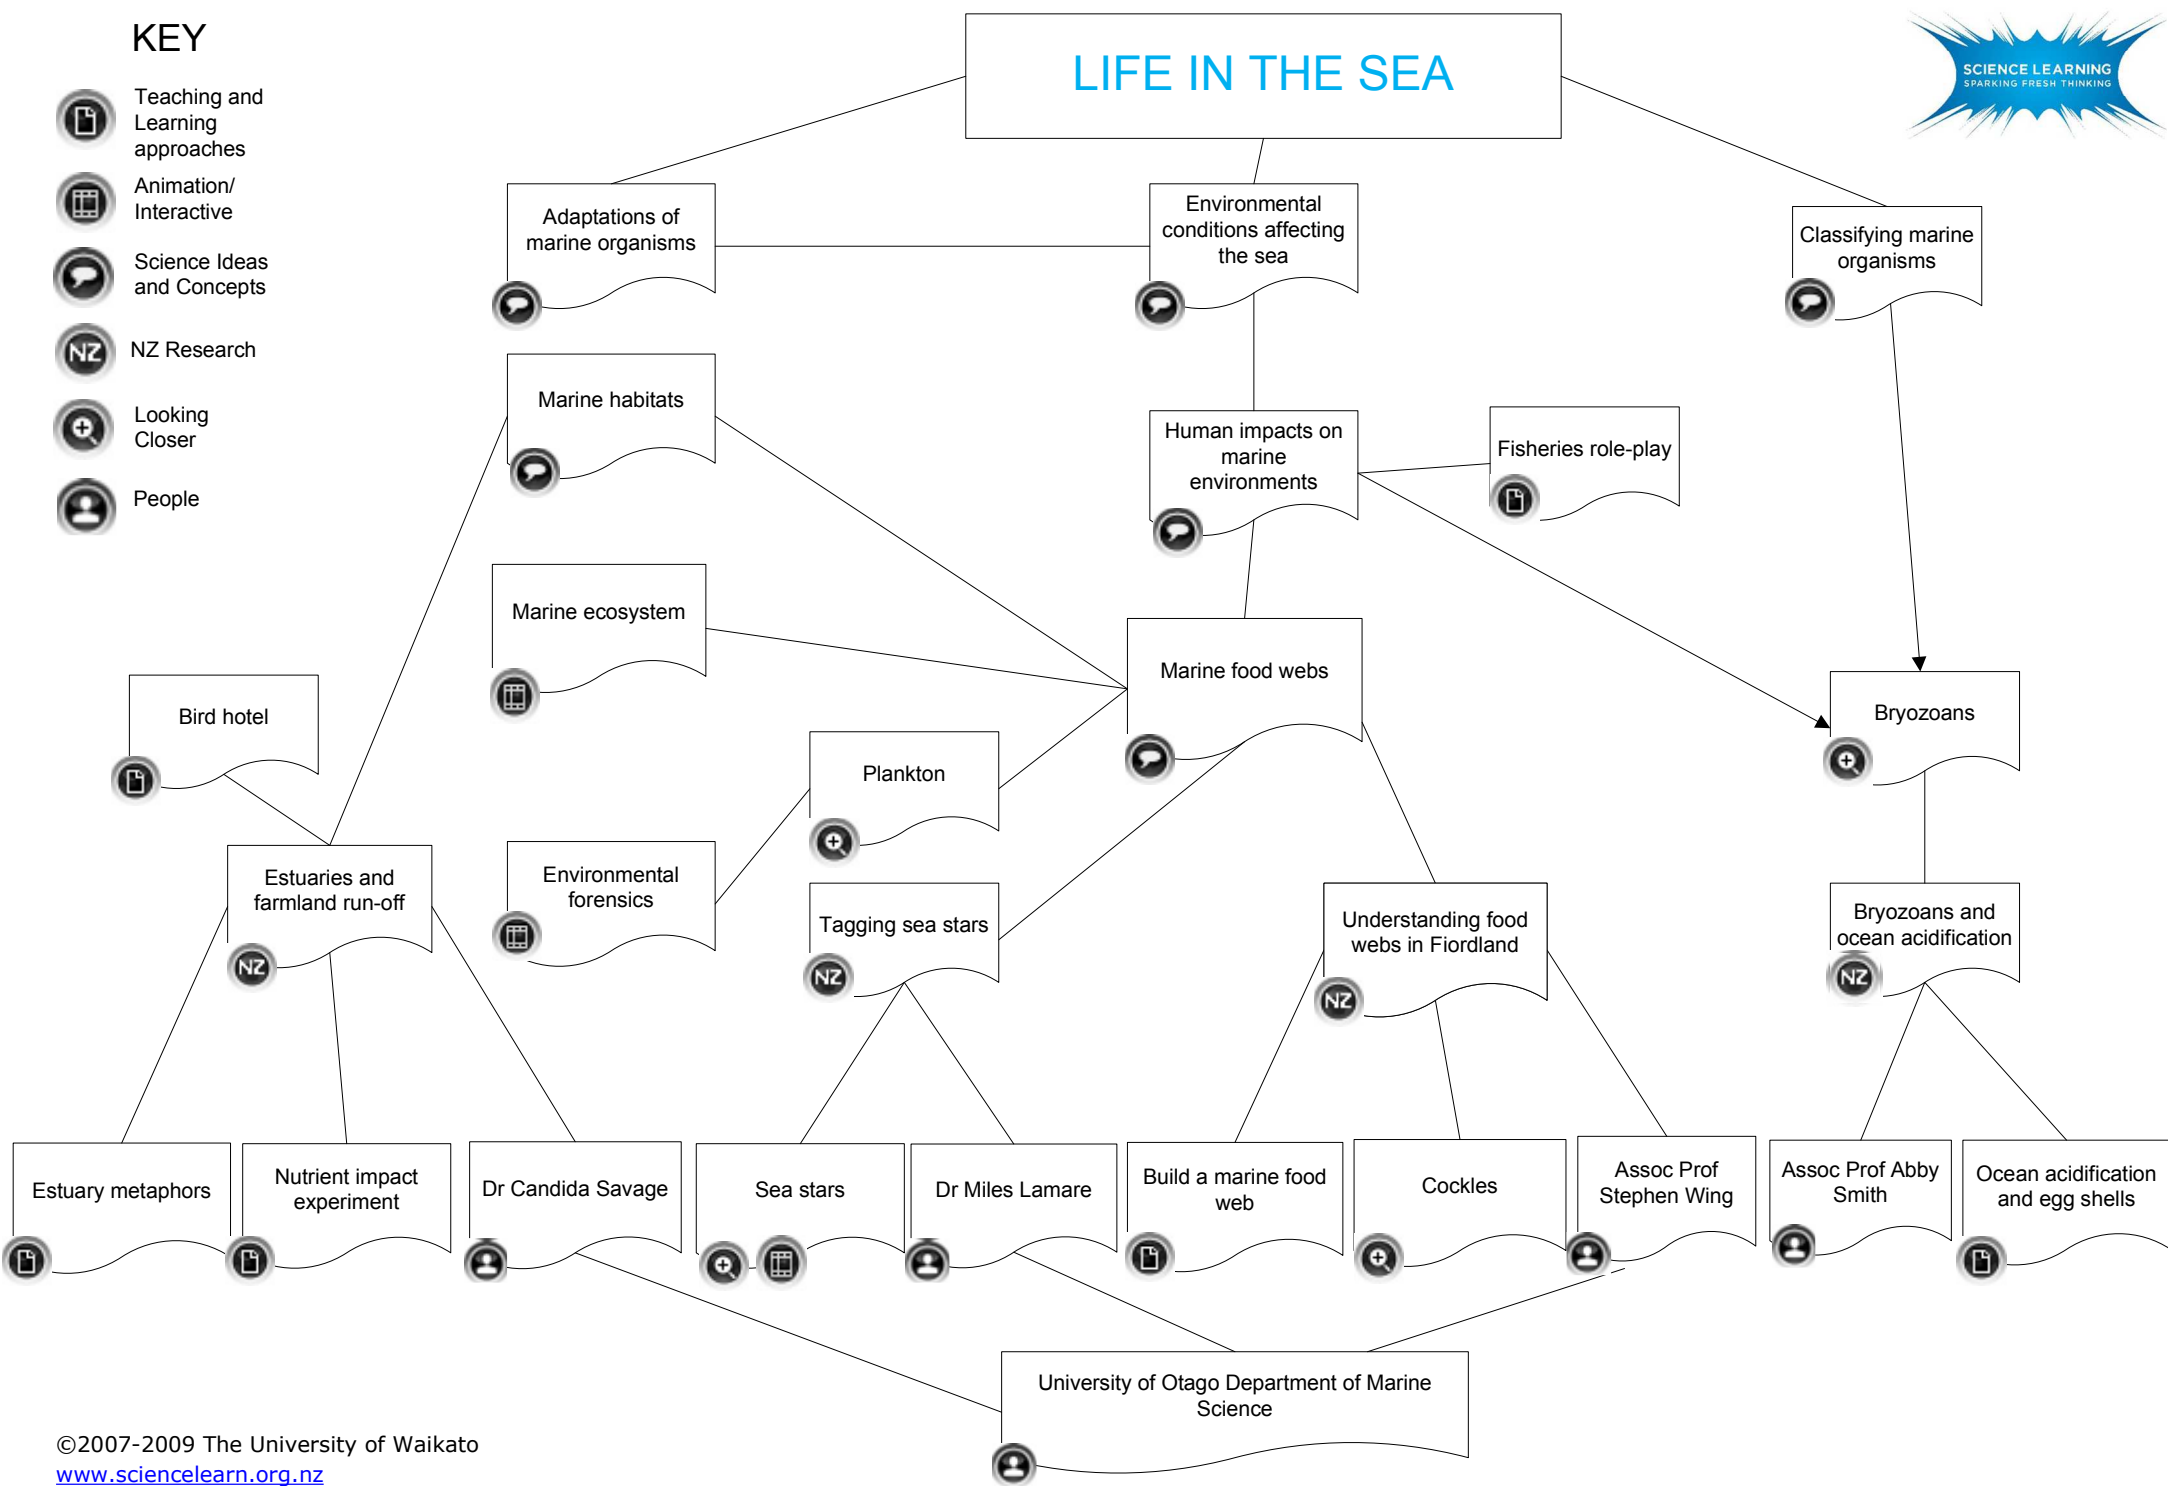 KEY
Teaching and
Learning
approaches
Animation/
Interactive
Science Ideas
and Concepts
NZ
NZ Research
Looking
Closer
People
LIFE IN THE SEA
SCIENCE LEARNING
SPARKING FRESH THINKING
Adaptations of
marine organisms
Environmental
conditions affecting
the sea
Classifying marine
organisms
Marine habitats
Human impacts on
marine
environments
Fisheries role-play
Marine ecosystem
Marine food webs
Bird hotel
Plankton
Bryozoans
Estuaries and
farmland run-off
NZ
Environmental
forensics
Tagging sea stars
NZ
Understanding food
webs in Fiordland
NZ
Bryozoans and
ocean acidification
NZ
Estuary metaphors
Nutrient impact
experiment
Dr Candida Savage
Sea stars
Dr Miles Lamare
Build a marine food
web
Cockles
Assoc Prof
Stephen Wing
Assoc Prof Abby
Smith
Ocean acidification
and egg shells
University of Otago Department of Marine
Science
©2007-2009 The University of Waikato
www.sciencelearn.org.nz